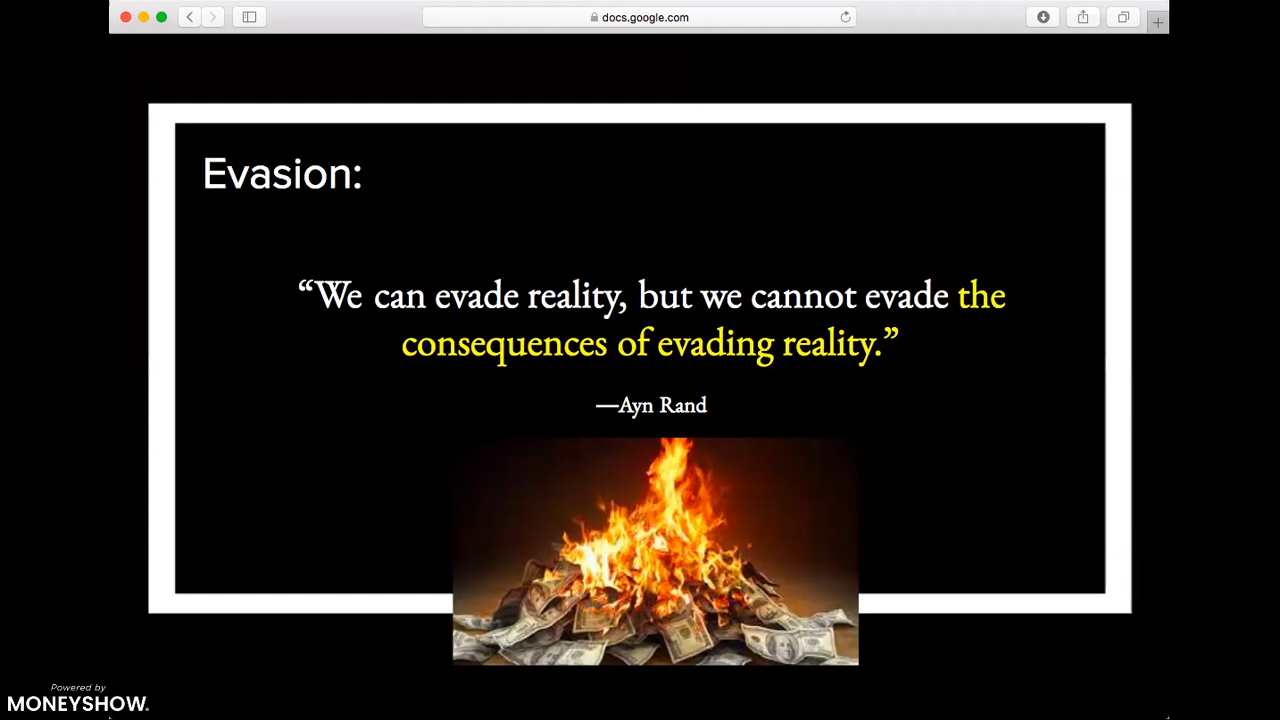 docs.google.com
Evasion:
“We can evade reality, but we cannot evade the
consequences of evading reality.”
—Ayn Rand
Powered by
MONEYSHOW.